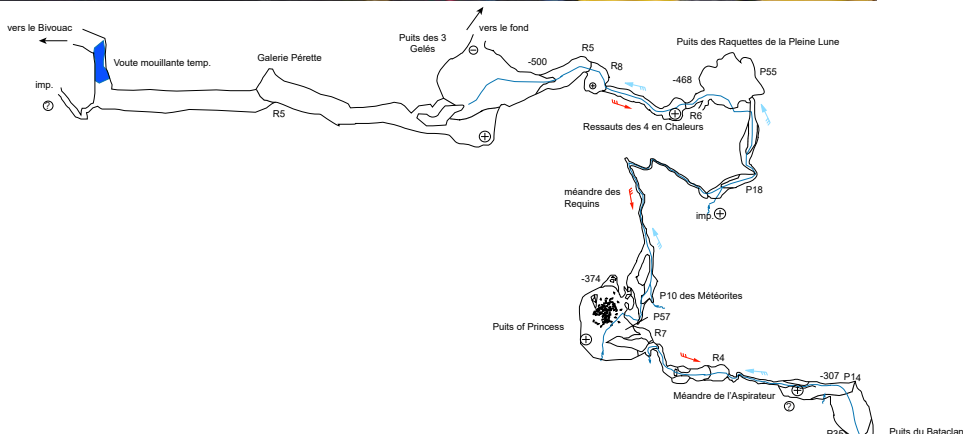 vers le Bivouac
Puits des 3
Gelés
vers le fond
R5
Puits des Raquettes de la Pleine Lune
Voute mouillante temp.
Galerie Pérette
-500
R8
-468
P55
imp.
?
R5
R6
Ressauts des 4 en Chaleurs
méandre des
Requins
P18
imp.
-374
P10 des Météorites
P57
Puits of Princess
R7
R4
-307
P14
Méandre de l'Aspirateur
?
P35
Puits du Bataclan